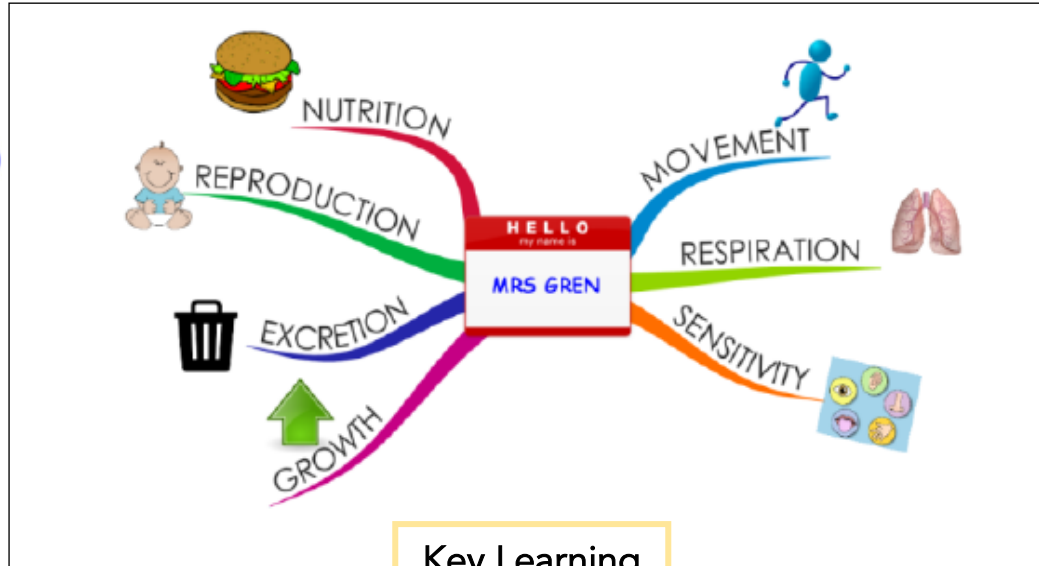 NUTRITION
MOVEMENT
REPRODUCTION
HELLO
my name is
RESPIRATION
MRS GREN
EXCRETION
SENSITIVITY
GROWTH
Key Learning